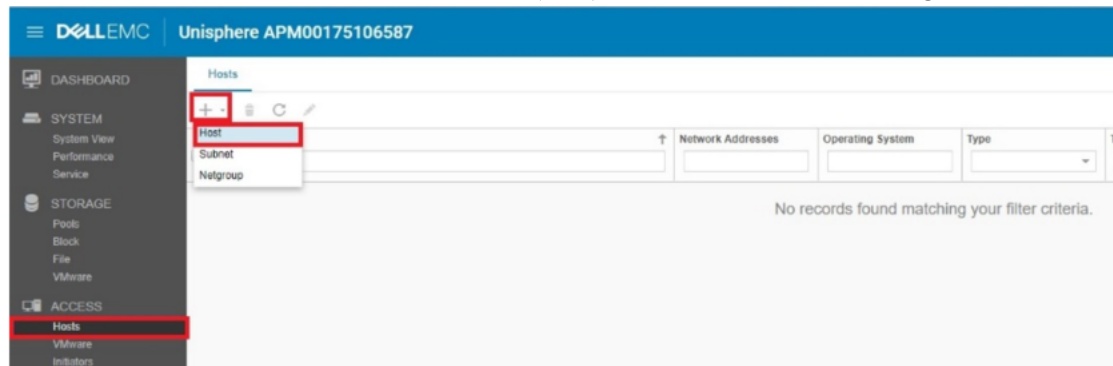 DELLEMC Unisphere APM00175106587
DASHBOARD
SYSTEM
System View
Performance
Service
STORAGE
Pools
Block
File
VMware
ACCESS
Hosts
VMware
Initiators
Hosts
Host
Subnet
Netgroup
Network Addresses Operating System Type
No records found matching your filter criteria.